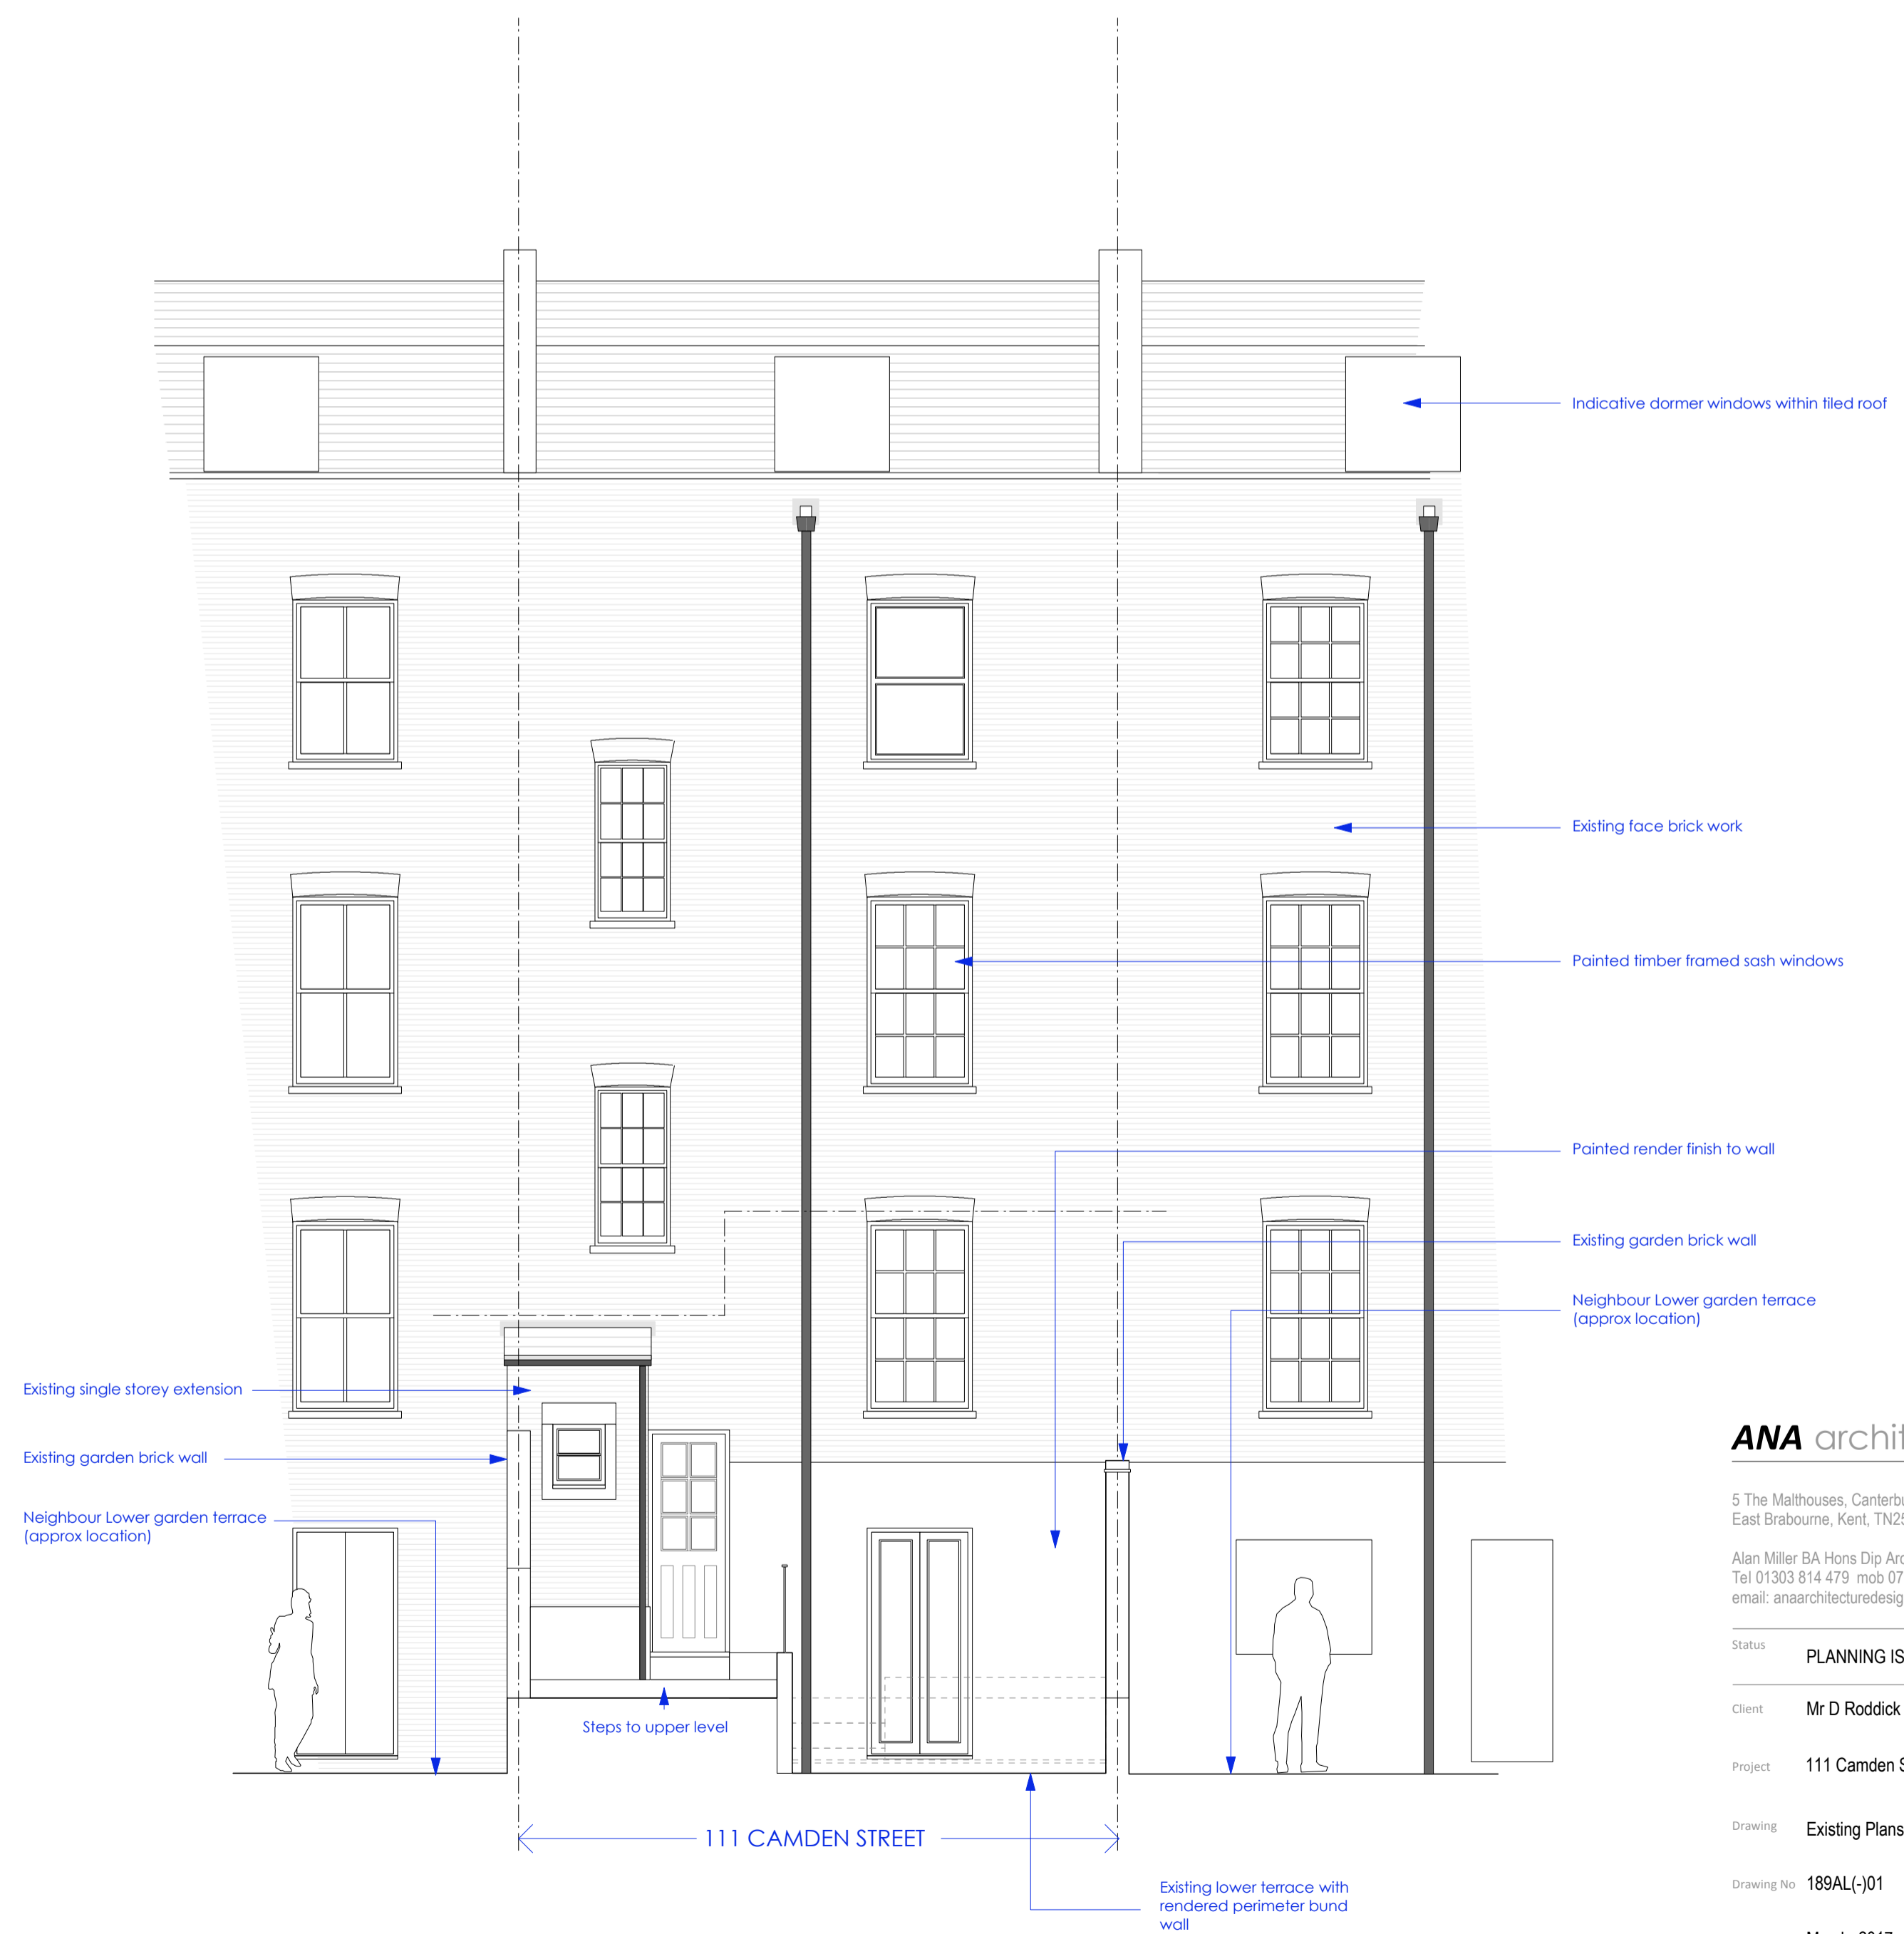 Indicative dormer windows within tiled roof
Existing face brick work
Painted timber framed sash windows
Painted render finish to wall
Existing garden brick wall
Neighbour Lower garden terrace
(approx location)
Existing single storey extension
Existing garden brick wall
Neighbour Lower garden terrace
(approx location)
Steps to upper level
111 CAMDEN STREET
Existing lower terrace with
rendered perimeter bund
wall
ANA
5 The Malthouses,
East Brabourne, Kent,
Alan Miller BA Hons Dip
Tel 01303 814 479 mob
email:
Status
PLANNING
Client
Mr D Roddick
Project
111 Camden
Drawing
Existing Plans
Drawing No
189AL(-)01